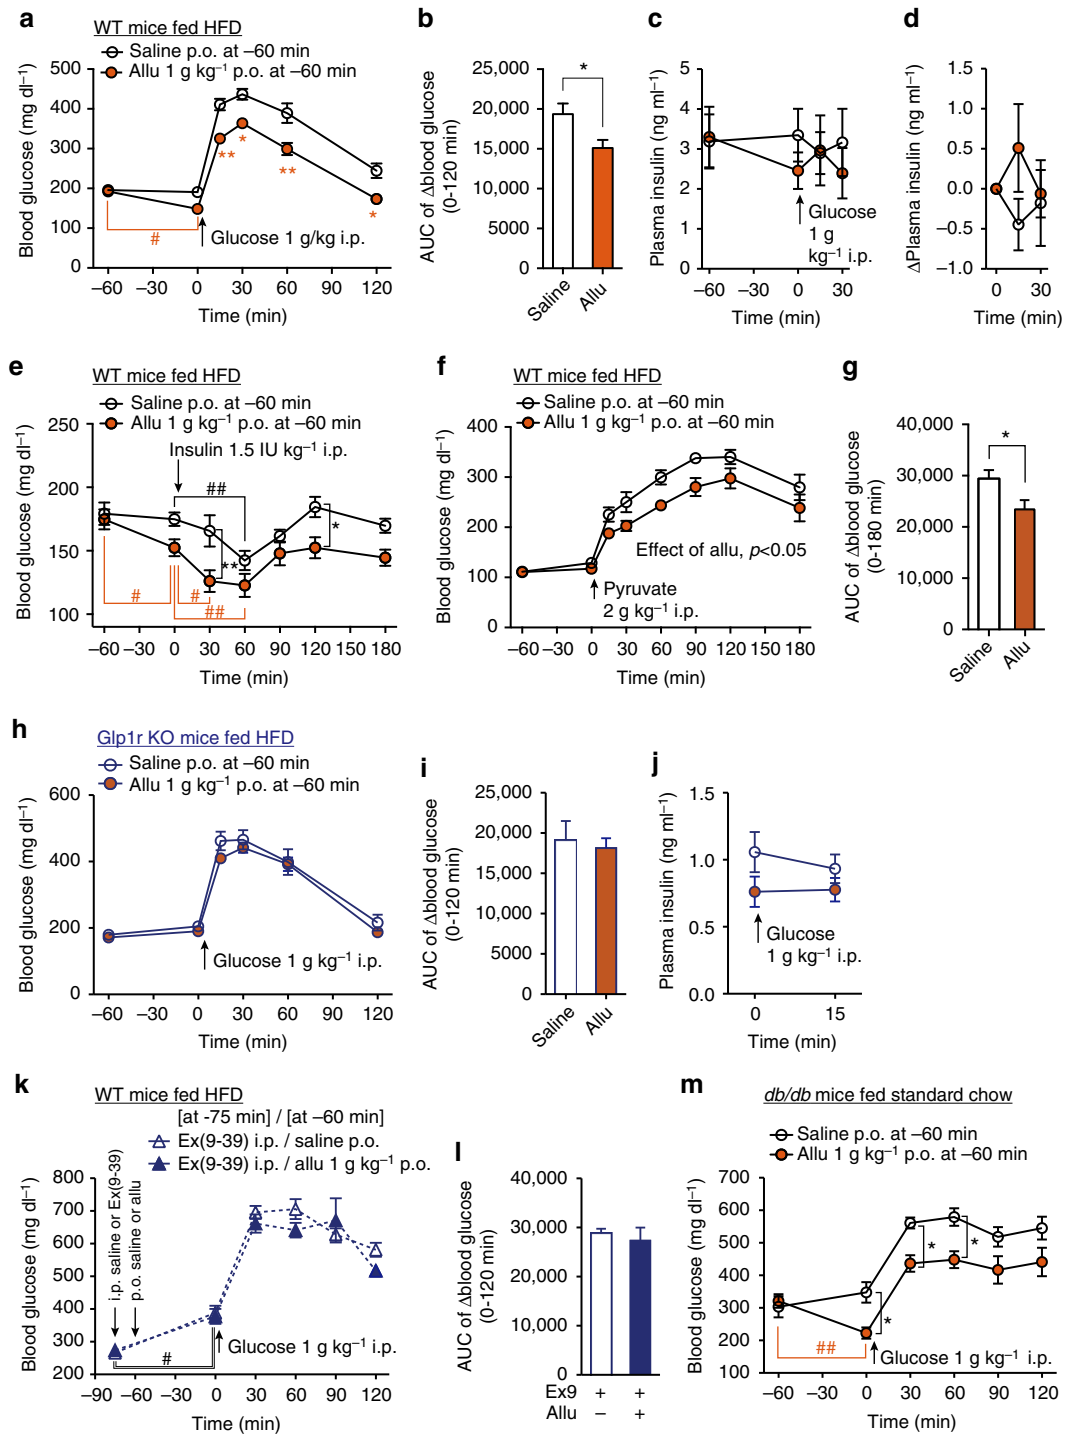 a
WT mice fed HFD
Saline p.o. at –60 min
Allu 1 g kg⁻¹ p.o. at –60 min
Blood glucose (mg dl⁻¹)
500
400
300
200
100
0
** * ** *
#
Glucose 1 g/kg i.p.
–60 –30 0 30 60 90 120
Time (min)
b
AUC of Δblood glucose
(0-120 min)
25,000
20,000
15,000
10,000
5000
0
*
Saline
Allu
c
Plasma insulin (ng ml⁻¹)
5
4
3
2
1
0
Glucose
1 g
kg⁻¹ i.p.
–60 0 30
Time (min)
d
ΔPlasma insulin (ng ml⁻¹)
1.5
1.0
0.5
0.0
–0.5
–1.0
0 30
Time (min)
e
WT mice fed HFD
Saline p.o. at –60 min
Allu 1 g kg⁻¹ p.o. at –60 min
Blood glucose (mg dl⁻¹)
250
200
150
100
Insulin 1.5 IU kg⁻¹ i.p.
##
** *
# #
##
–60 –30 0 30 60 90 120 150 180
Time (min)
f
WT mice fed HFD
Saline p.o. at –60 min
Allu 1 g kg⁻¹ p.o. at –60 min
Blood glucose (mg dl⁻¹)
400
300
200
100
0
Effect of allu, p<0.05
Pyruvate
2 g kg⁻¹ i.p.
–60 –30 0 30 60 90 120 150 180
Time (min)
g
AUC of Δblood glucose
(0-180 min)
40,000
30,000
20,000
10,000
0
*
Saline
Allu
h
Glp1r KO mice fed HFD
Saline p.o. at –60 min
Allu 1 g kg⁻¹ p.o. at –60 min
Blood glucose (mg dl⁻¹)
600
400
200
0
Glucose 1 g kg⁻¹ i.p.
–60 –30 0 30 60 90 120
Time (min)
i
AUC of Δblood glucose
(0-120 min)
25,000
20,000
15,000
10,000
5000
0
Saline
Allu
j
Plasma insulin (ng ml⁻¹)
1.5
1.0
0.5
0.0
Glucose
1 g kg⁻¹ i.p.
0 15
Time (min)
k
WT mice fed HFD
[at -75 min] / [at –60 min]
Ex(9-39) i.p. / saline p.o.
Ex(9-39) i.p. / allu 1 g kg⁻¹ p.o.
Blood glucose (mg dl⁻¹)
800
700
600
500
400
300
200
i.p. saline or Ex(9-39)
p.o. saline or allu
#
Glucose 1 g kg⁻¹ i.p.
–90 –60 –30 0 30 60 90 120
Time (min)
l
AUC of Δblood glucose
(0-120 min)
40,000
30,000
20,000
10,000
0
Ex9 + +
Allu – +
m
db/db mice fed standard chow
Saline p.o. at –60 min
Allu 1 g kg⁻¹ p.o. at –60 min
Blood glucose (mg dl⁻¹)
700
600
500
400
300
200
100
* * *
##
Glucose 1 g kg⁻¹ i.p.
–60 –30 0 30 60 90 120
Time (min)